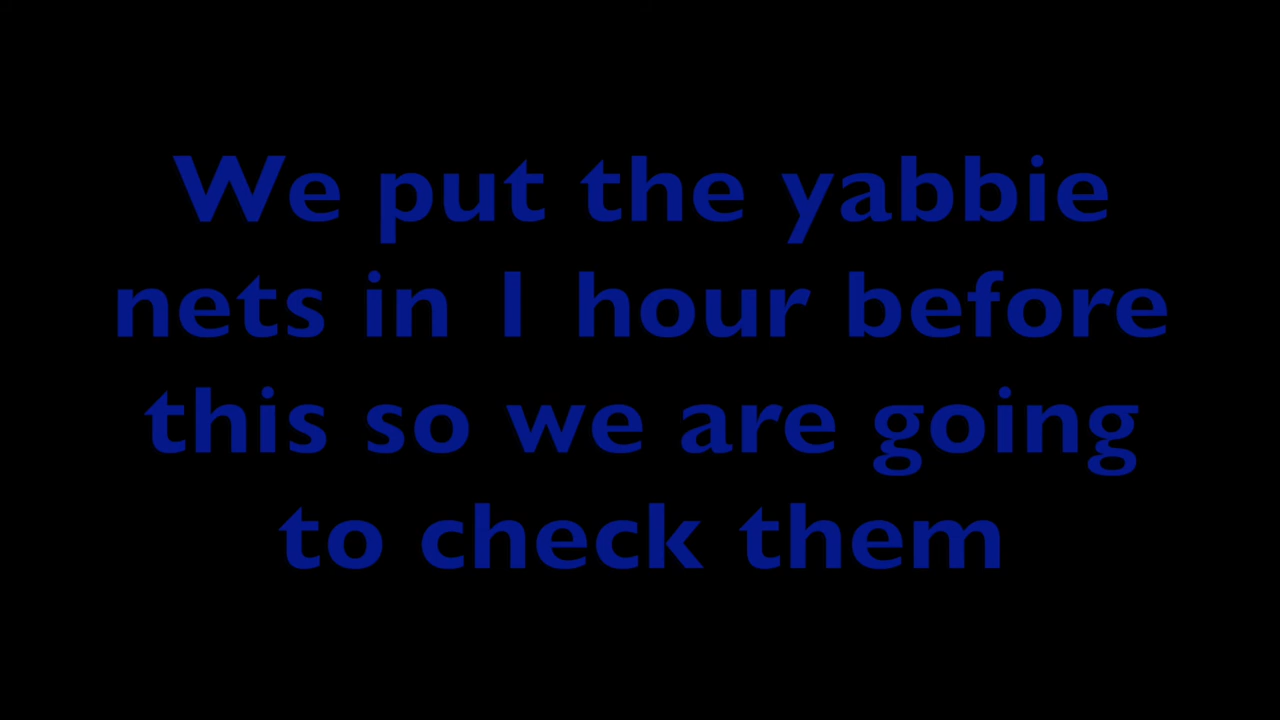 We put the yabbie
nets in 1 hour before
this so we are going
to check them